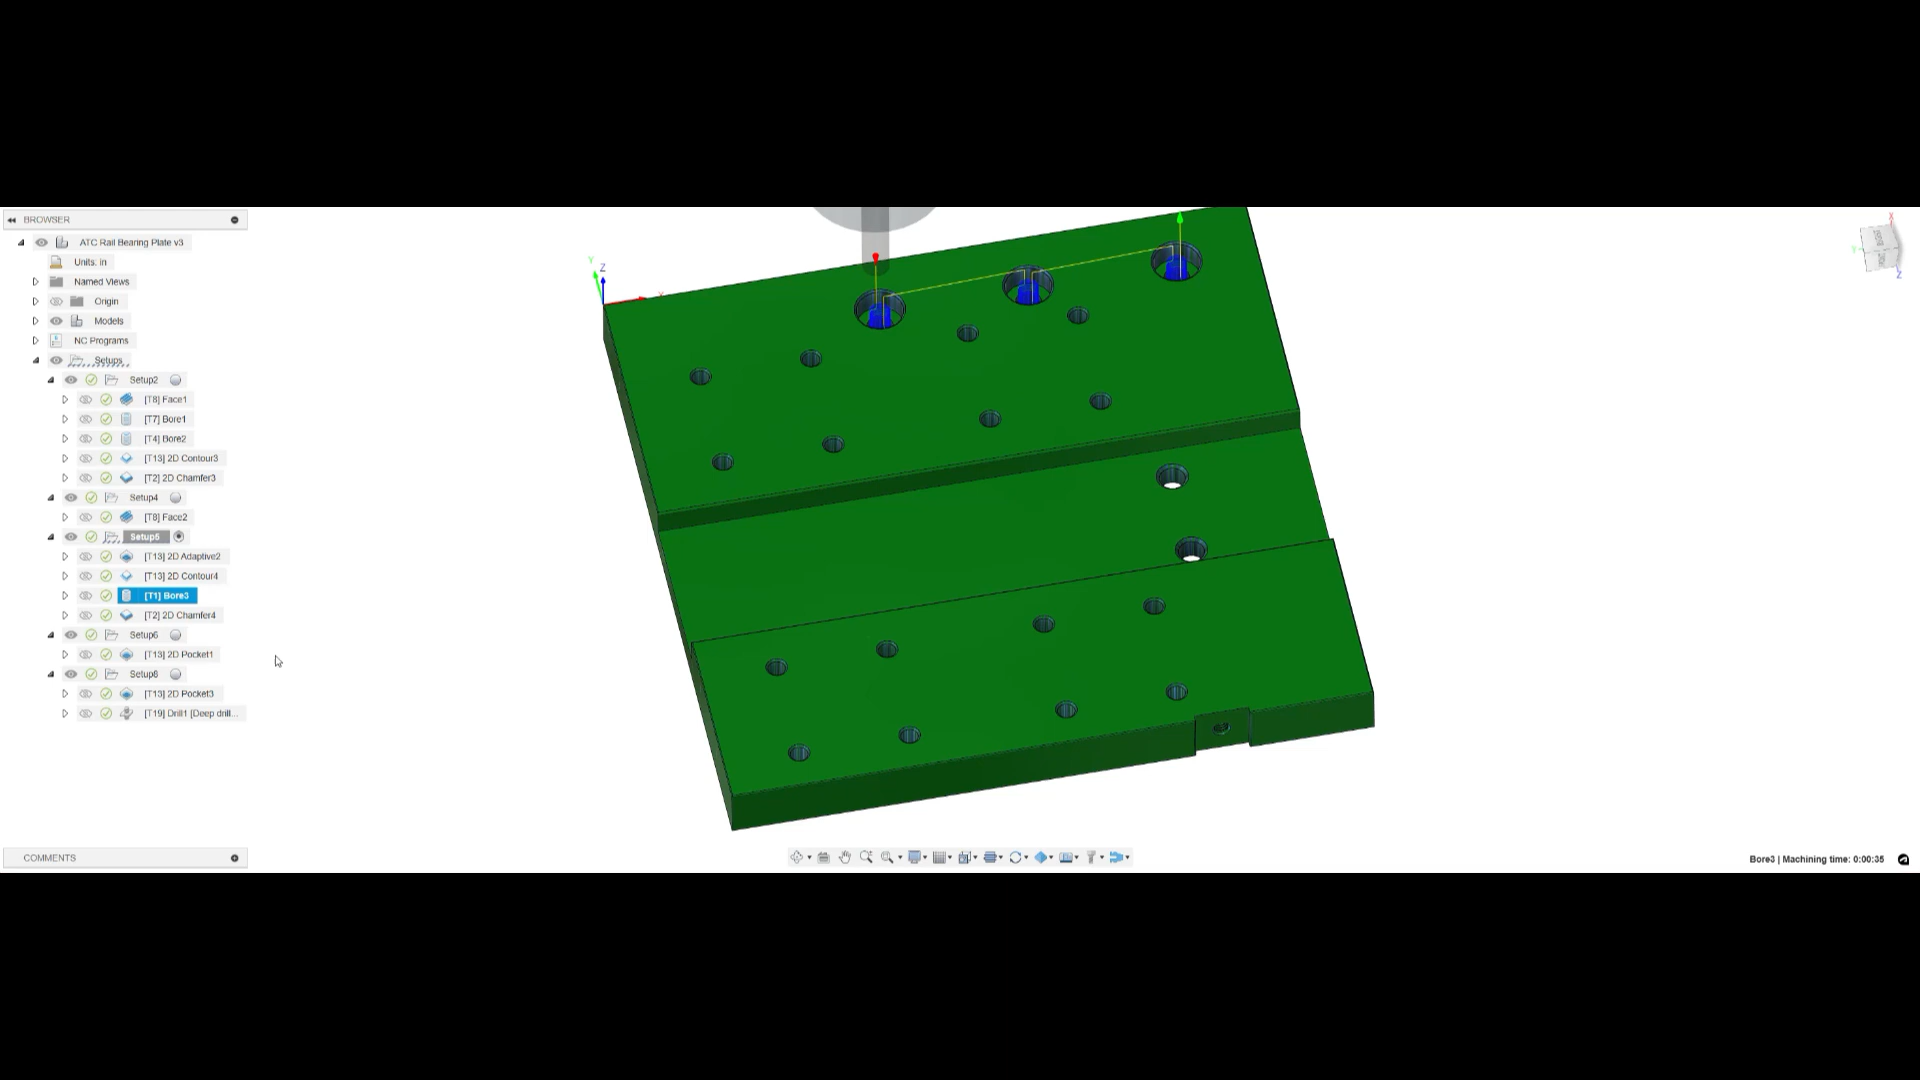 BROWSER
ATC Rail Bearing Plate v3
Units: in
Named Views
Origin
Models
NC Programs
Setups
Setup2
[T8] Face1
[T7] Bore1
[T4] Bore2
[T13] 2D Contour3
[T2] 2D Chamfer3
Setup4
[T8] Face2
Setup5
[T13] 2D Adaptive2
[T13] 2D Contour4
[T1] Bore3
[T2] 2D Chamfer4
Setup6
[T13] 2D Pocket1
Setup8
[T13] 2D Pocket3
[T19] Drill1 [Deep drill...
COMMENTS
Y
Z
X
X
Y
Z
Bore3 | Machining time: 0:00:35